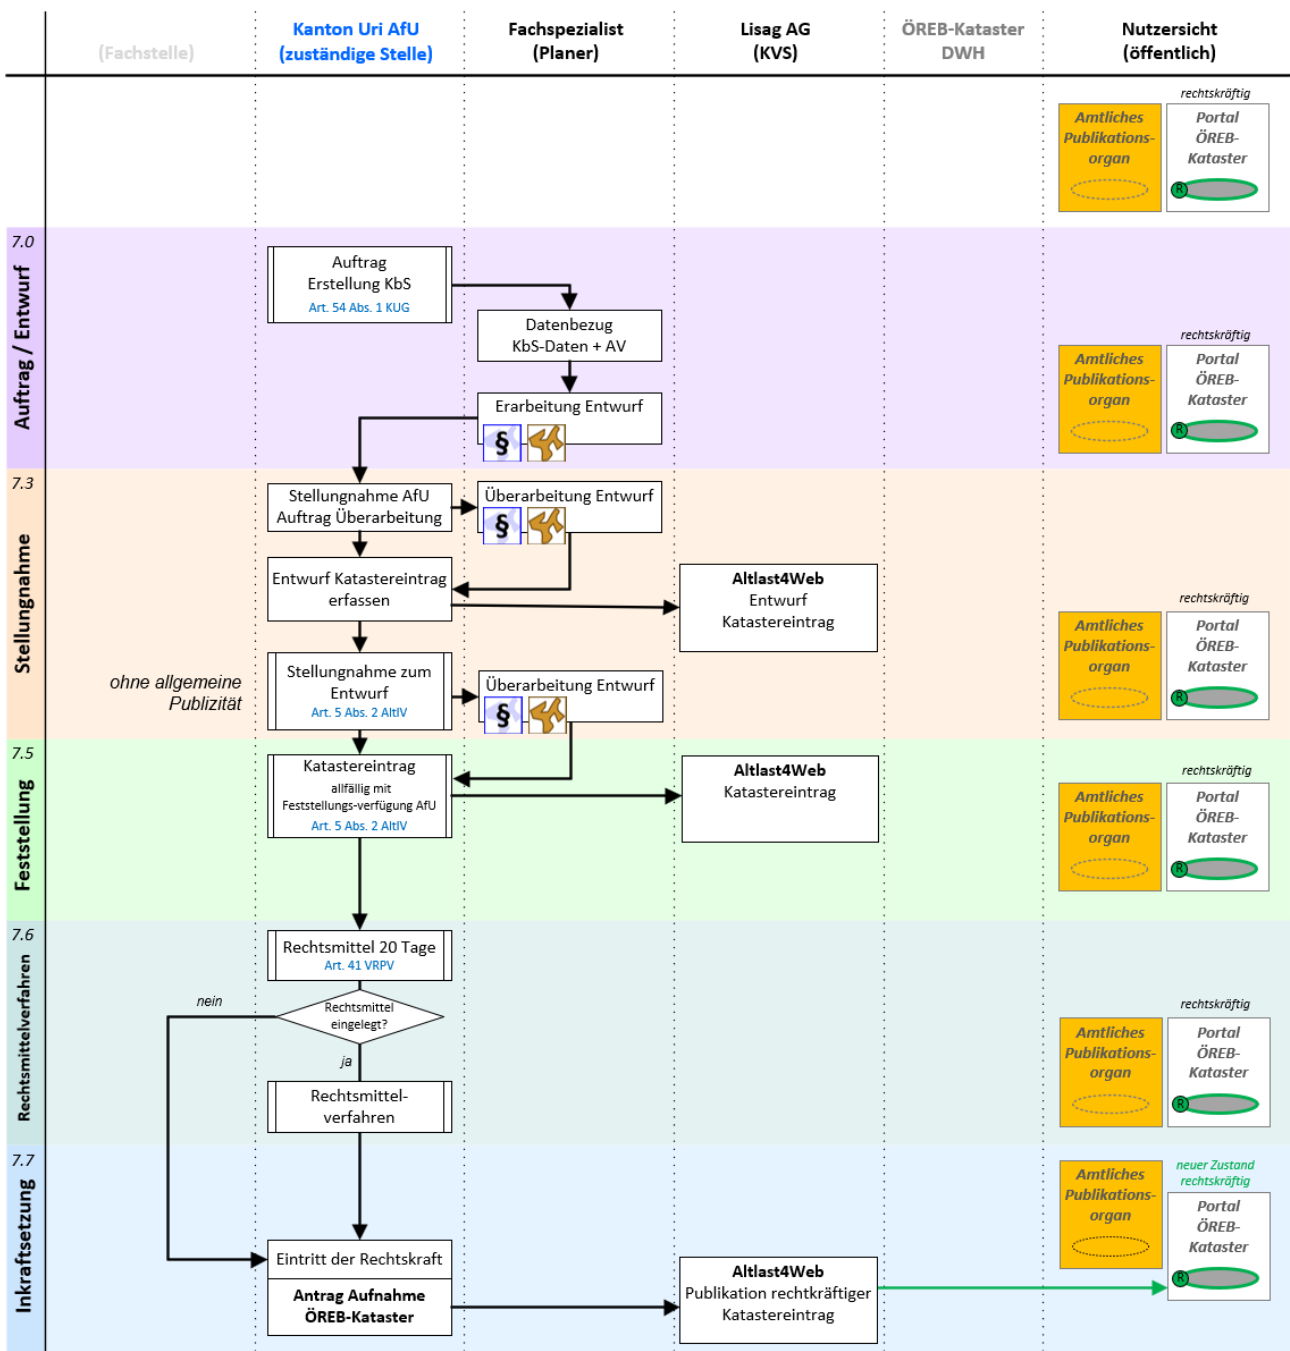 (Fachstelle)
Kanton Uri AfU
(zuständige Stelle)
Fachspezialist
(Planer)
Lisag AG
(KVS)
ÖREB-Kataster
DWH
Nutzersicht
(öffentlich)
rechtskräftig
Amtliches
Publikations-
organ
Portal
ÖREB-
Kataster
R
7.0
Auftrag / Entwurf
Auftrag
Erstellung KbS
Art. 54 Abs. 1 KUG
Datenbezug
KbS-Daten + AV
Erarbeitung Entwurf
§
rechtskräftig
Amtliches
Publikations-
organ
Portal
ÖREB-
Kataster
R
7.3
Stellungnahme
Stellungnahme AfU
Auftrag Überarbeitung
Überarbeitung Entwurf
§
Entwurf Katastereintrag
erfassen
Altlast4Web
Entwurf
Katastereintrag
ohne allgemeine
Publizität
Stellungnahme zum
Entwurf
Art. 5 Abs. 2 AltlV
Überarbeitung Entwurf
§
rechtskräftig
Amtliches
Publikations-
organ
Portal
ÖREB-
Kataster
R
7.5
Feststellung
Katastereintrag
allfällig mit
Feststellungs-verfügung AfU
Art. 5 Abs. 2 AltlV
Altlast4Web
Katastereintrag
rechtskräftig
Amtliches
Publikations-
organ
Portal
ÖREB-
Kataster
R
7.6
Rechtsmittelverfahren
Rechtsmittel 20 Tage
Art. 41 VRPV
Rechtsmittel
eingelegt?
nein
ja
Rechtsmittel-
verfahren
rechtskräftig
Amtliches
Publikations-
organ
Portal
ÖREB-
Kataster
R
7.7
Inkraftsetzung
Eintritt der Rechtskraft
Antrag Aufnahme
ÖREB-Kataster
Altlast4Web
Publikation rechtkräftiger
Katastereintrag
neuer Zustand
rechtskräftig
Amtliches
Publikations-
organ
Portal
ÖREB-
Kataster
R